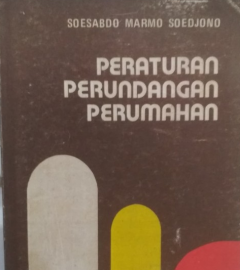 SOESABDO MARMO SOEDJONO
PERATURAN
PERUNDANGAN
PERUMAHAN